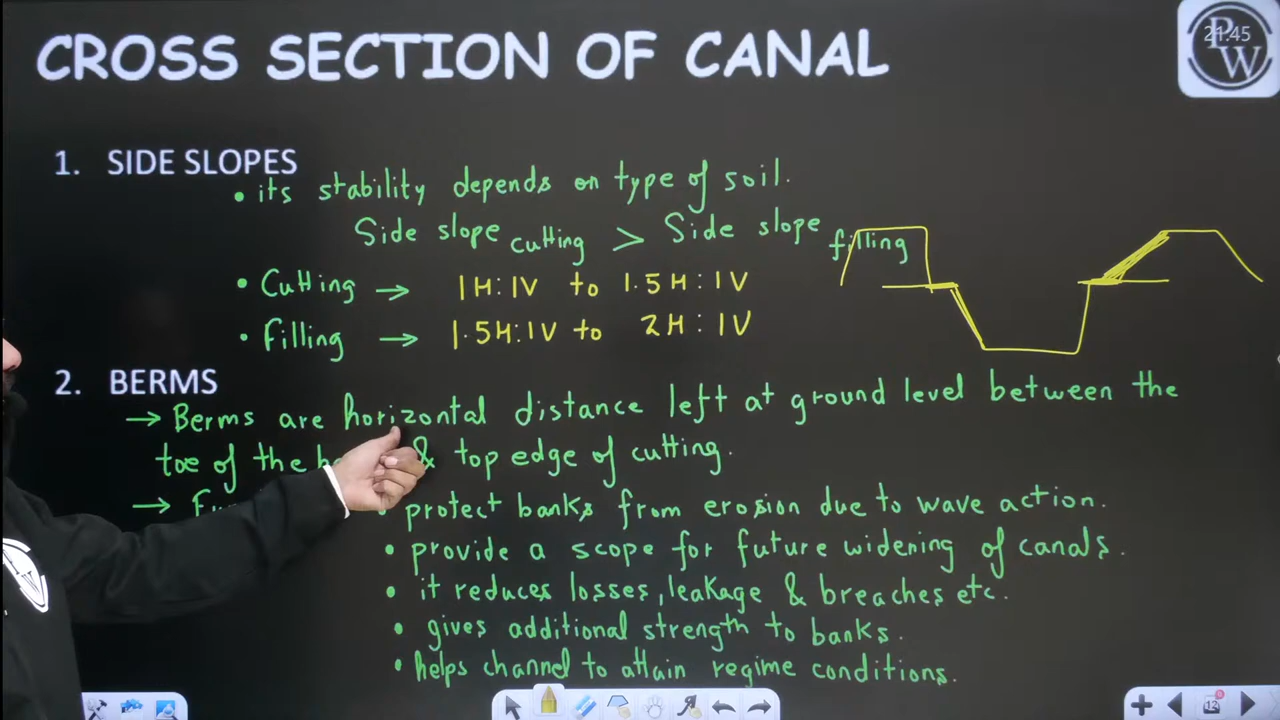 CROSS SECTION OF CANAL
21:45
PW
1. SIDE SLOPES
• its stability depends on type of soil.
Side slope cutting > Side slope filling
• Cutting → 1H:1V to 1.5H:1V
• Filling → 1.5H:1V to 2H:1V
2. BERMS
→ Berms are horizontal distance left at ground level between the
toe of the & top edge of cutting.
→
• protect banks from erosion due to wave action.
• provide a scope for future widening of canals.
• it reduces losses, leakage & breaches etc.
• gives additional strength to banks.
• helps channel to attain regime conditions.
12